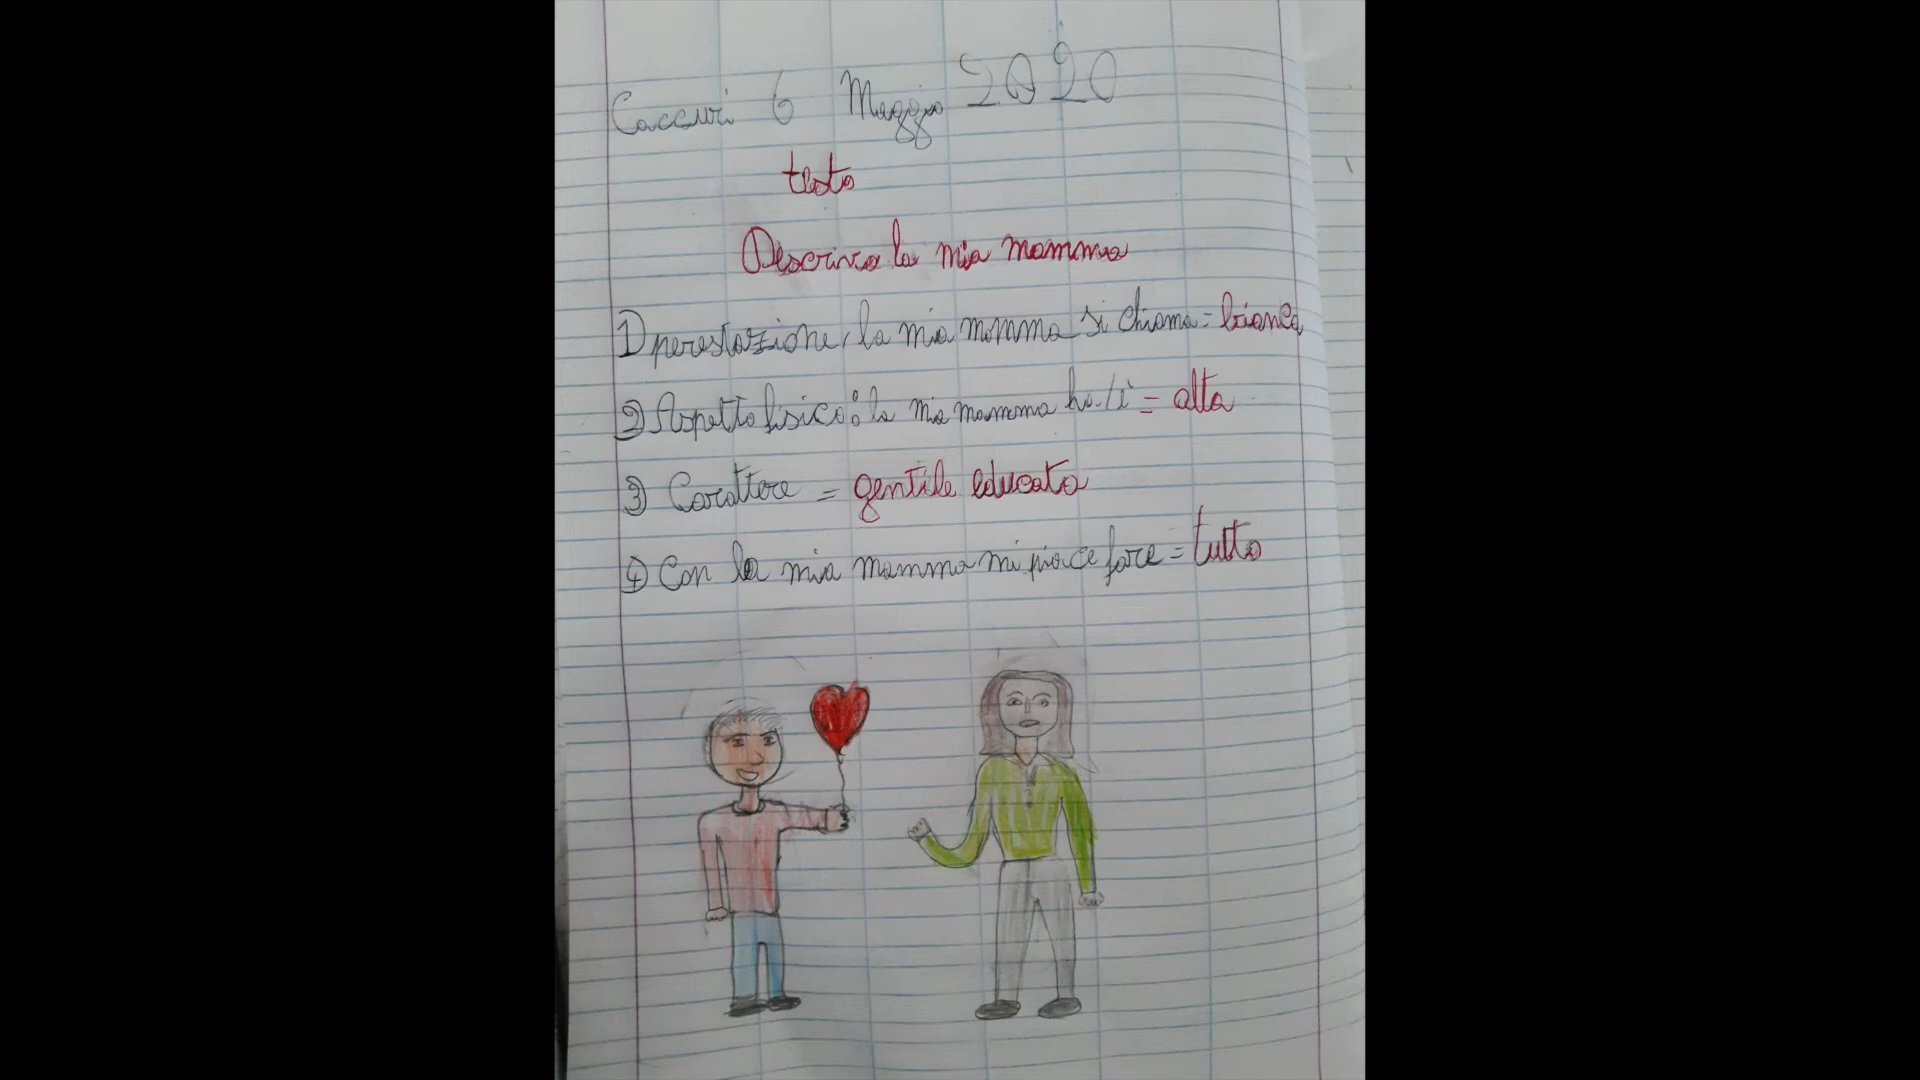 Caccuri 6 Maggio 2020
testo
Descrivo la mia mamma
1) perestazione, la mia mamma si chiama = bianca
2) Aspetto fisico: la mia mamma ha /è = alta
3) Carattere = gentile educata
4) Con la mia mamma mi piace fare = tutto